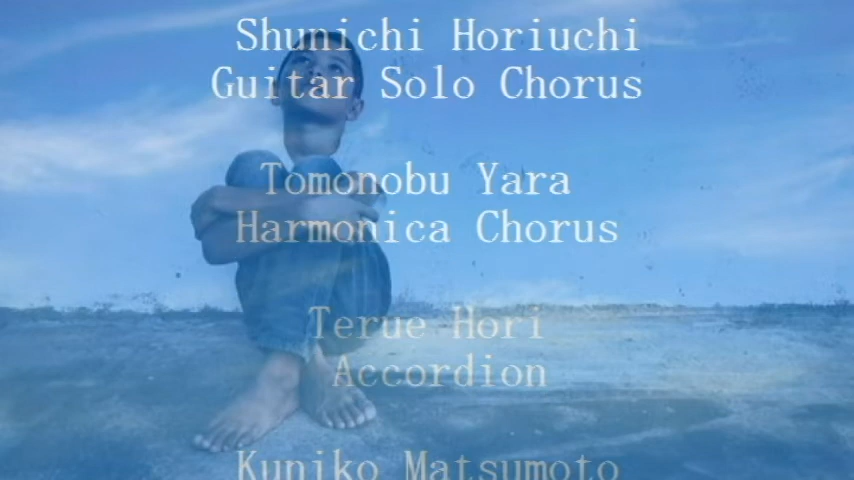 Shunichi Horiuchi
Guitar Solo Chorus
Tomonobu Yara
Harmonica Chorus
Terue Hori
Accordion
Kuniko Matsumoto